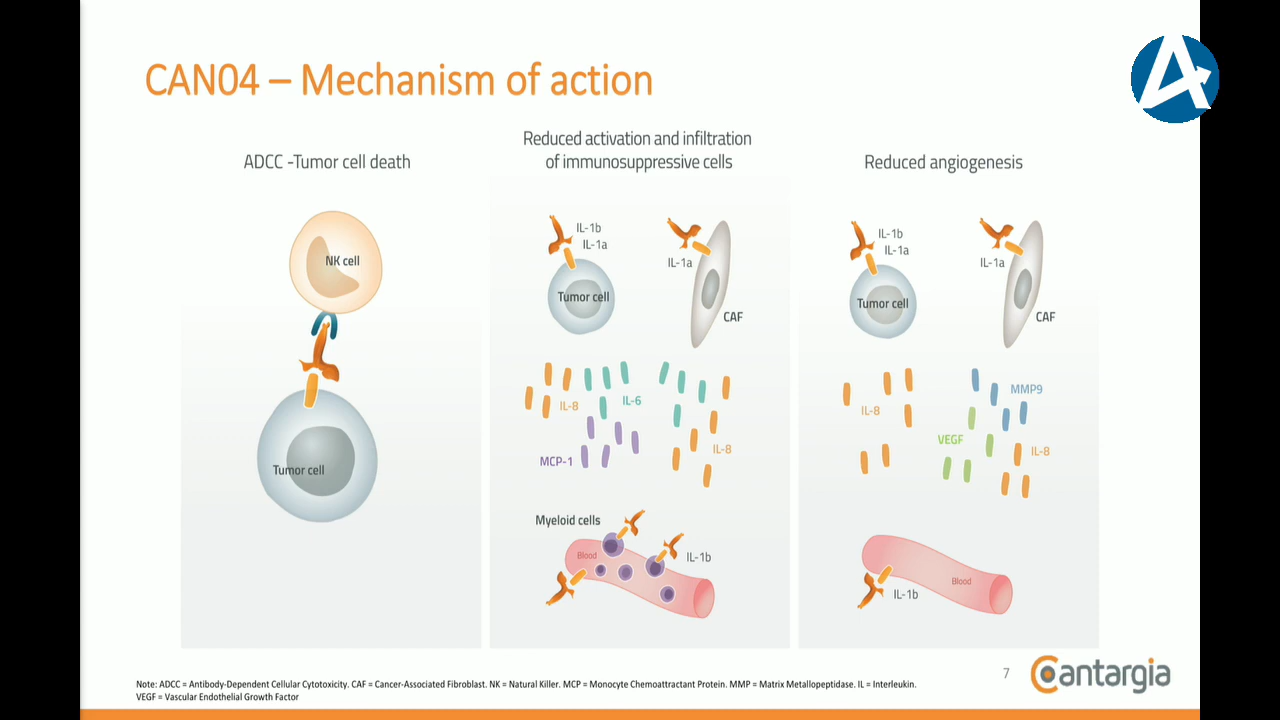 CAN04 – Mechanism of action
ADCC -Tumor cell death
NK cell
Tumor cell
Reduced activation and infiltration
of immunosuppressive cells
IL-1b
IL-1a
Tumor cell
IL-1a
CAF
IL-8
IL-6
MCP-1
IL-8
Myeloid cells
Blood
IL-1b
Reduced angiogenesis
IL-1b
IL-1a
Tumor cell
IL-1a
CAF
IL-8
MMP9
VEGF
IL-8
Blood
IL-1b
Note: ADCC = Antibody-Dependent Cellular Cytotoxicity. CAF = Cancer-Associated Fibroblast. NK = Natural Killer. MCP = Monocyte Chemoattractant Protein. MMP = Matrix Metallopeptidase. IL = Interleukin.
VEGF = Vascular Endothelial Growth Factor
7
Cantargia